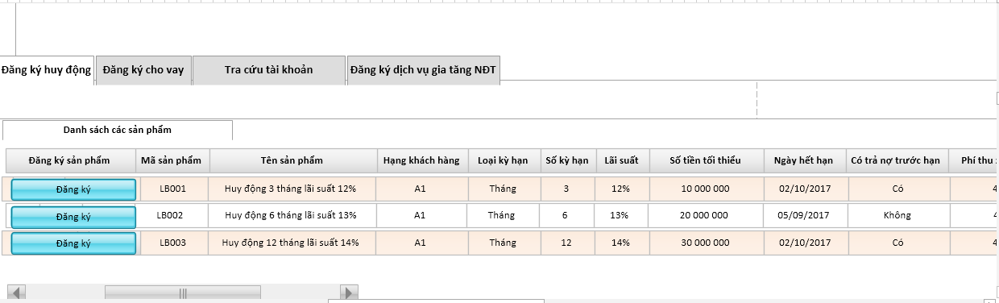 Đăng ký huy động Đăng ký cho vay Tra cứu tài khoản Đăng ký dịch vụ gia tăng NĐT
Danh sách các sản phẩm
Đăng ký sản phẩm Mã sản phẩm Tên sản phẩm Hạng khách hàng Loại kỳ hạn Số kỳ hạn Lãi suất Số tiền tối thiểu Ngày hết hạn Có trả nợ trước hạn Phí thu
Đăng ký LB001 Huy động 3 tháng lãi suất 12% A1 Tháng 3 12% 10 000 000 02/10/2017 Có 4
Đăng ký LB002 Huy động 6 tháng lãi suất 13% A1 Tháng 6 13% 20 000 000 05/09/2017 Không 4
Đăng ký LB003 Huy động 12 tháng lãi suất 14% A1 Tháng 12 14% 30 000 000 02/10/2017 Có 4